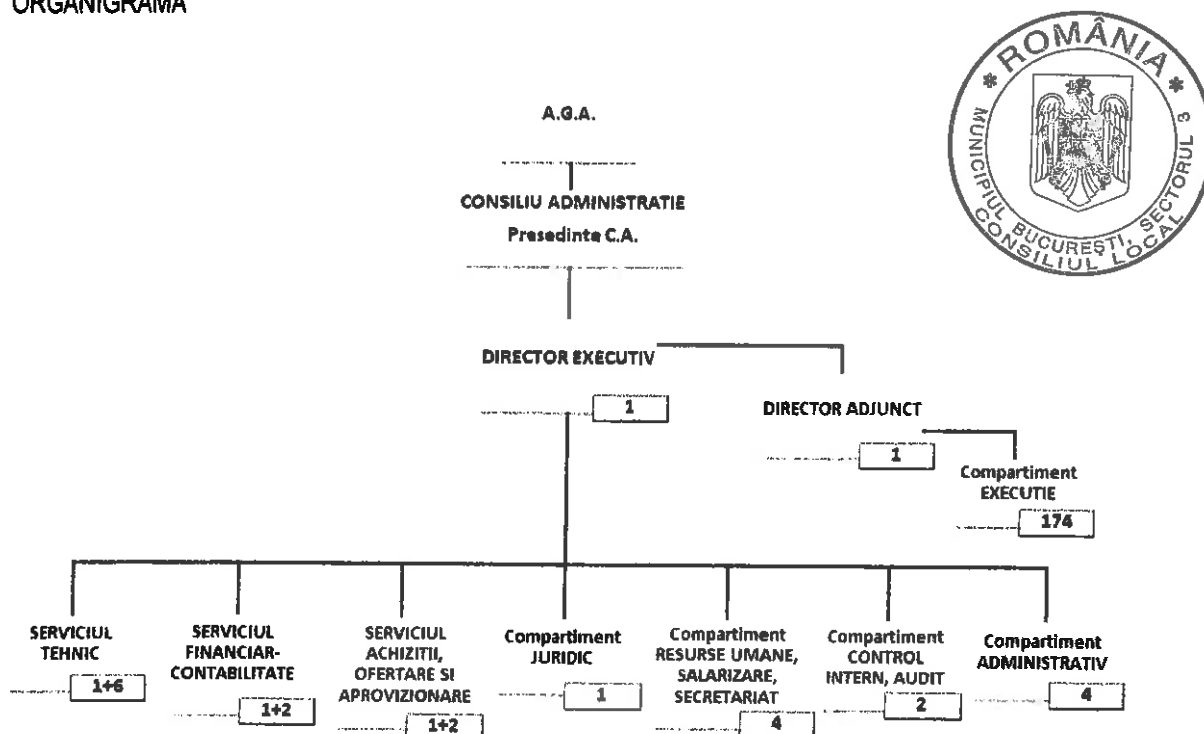 ORGANIGRAMA
* ROMÂNIA *
MUNICIPIUL BUCUREȘTI, SECTORUL 3
CONSILIUL LOCAL
A.G.A.
CONSILIU ADMINISTRATIE
Presedinte C.A.
DIRECTOR EXECUTIV
1
DIRECTOR ADJUNCT
1
Compartiment
EXECUTIE
174
SERVICIUL
TEHNIC
1+6
SERVICIUL
FINANCIAR-
CONTABILITATE
1+2
SERVICIUL
ACHIZITII,
OFERTARE SI
APROVIZIONARE
1+2
Compartiment
JURIDIC
1
Compartiment
RESURSE UMANE,
SALARIZARE,
SECRETARIAT
4
Compartiment
CONTROL
INTERN, AUDIT
2
Compartiment
ADMINISTRATIV
4